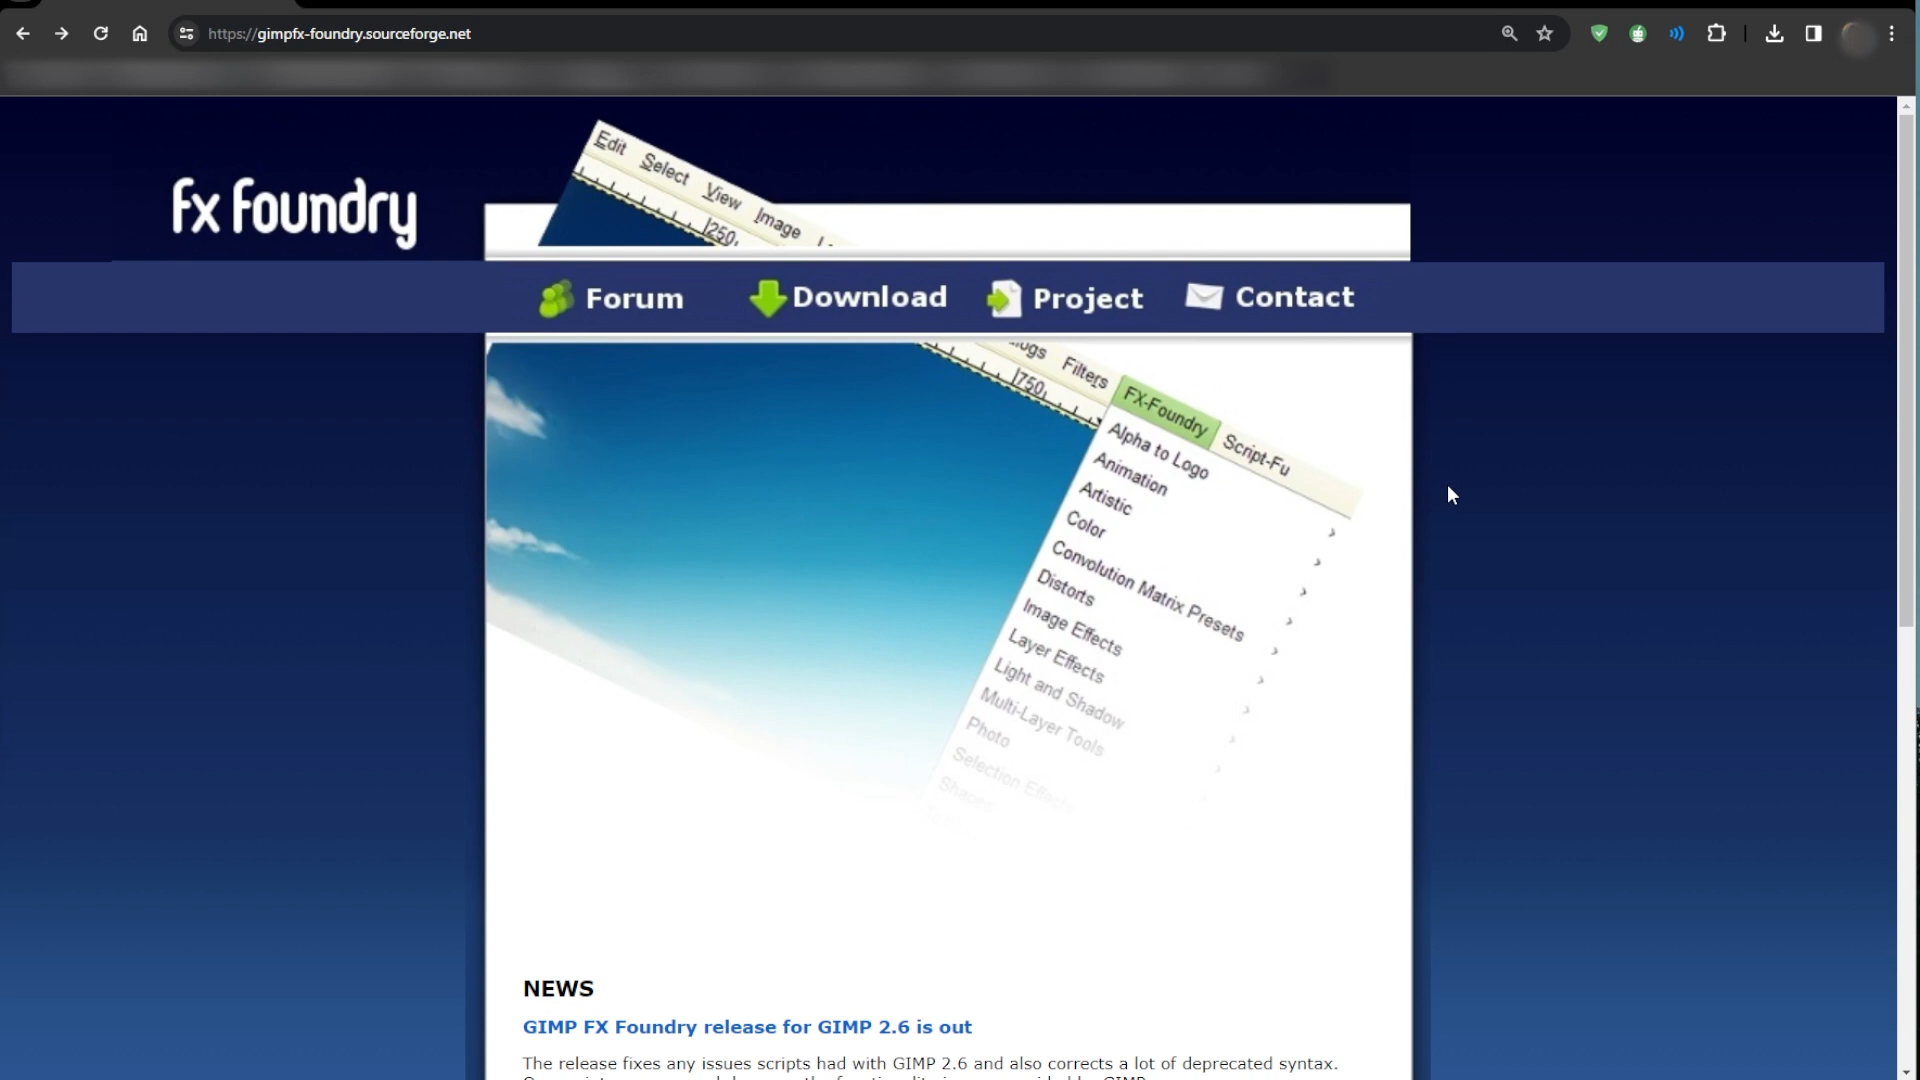 https://gimpfx-foundry.sourceforge.net
Edit Select View Image
250
fx foundry
Forum Download Project Contact
Filters FX-Foundry Script-Fu
750
Alpha to Logo
Animation
Artistic
Color
Convolution Matrix Presets
Distorts
Image Effects
Layer Effects
Light and Shadow
Multi-Layer Tools
Photo
Selection Effects
Shapes
NEWS
GIMP FX Foundry release for GIMP 2.6 is out
The release fixes any issues scripts had with GIMP 2.6 and also corrects a lot of deprecated syntax.